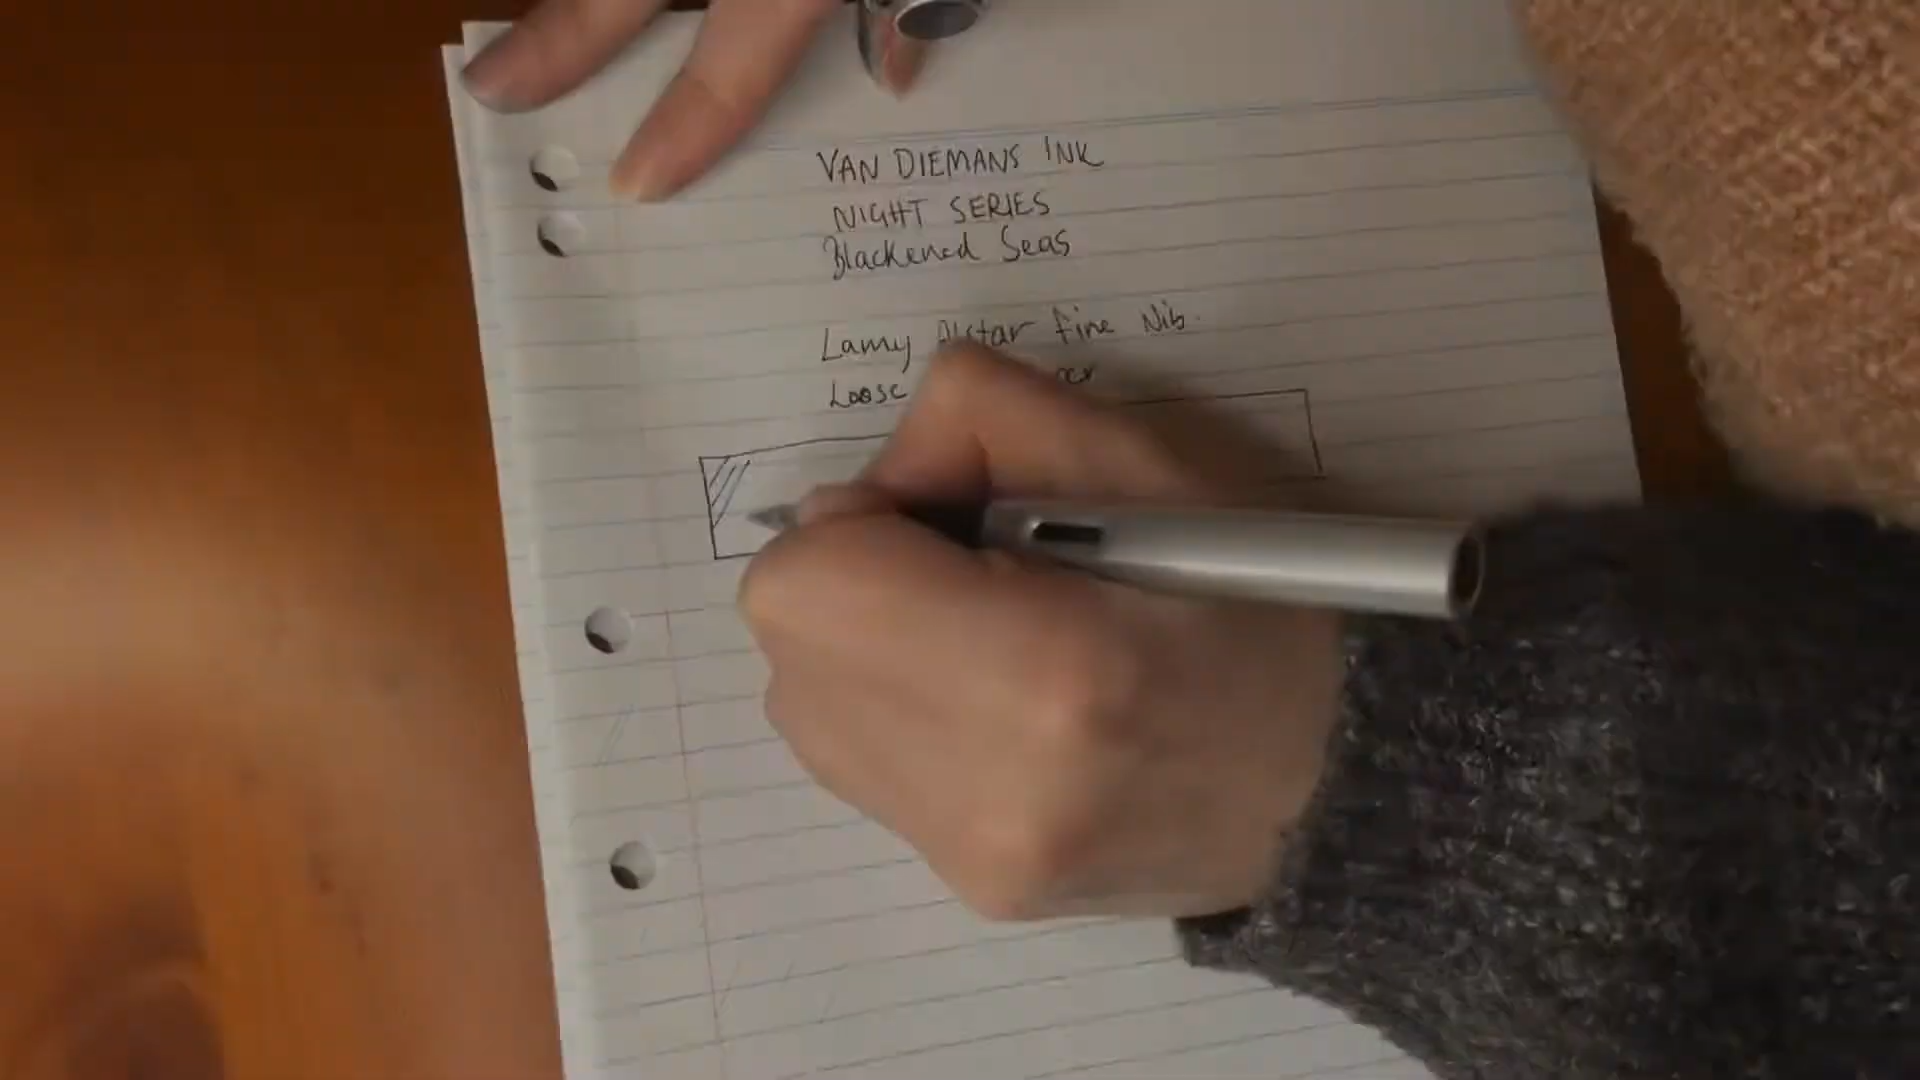 VAN DIEMANS INK
NIGHT SERIES
Blackened Seas
Lamy Alstar fine Nib.
Loose